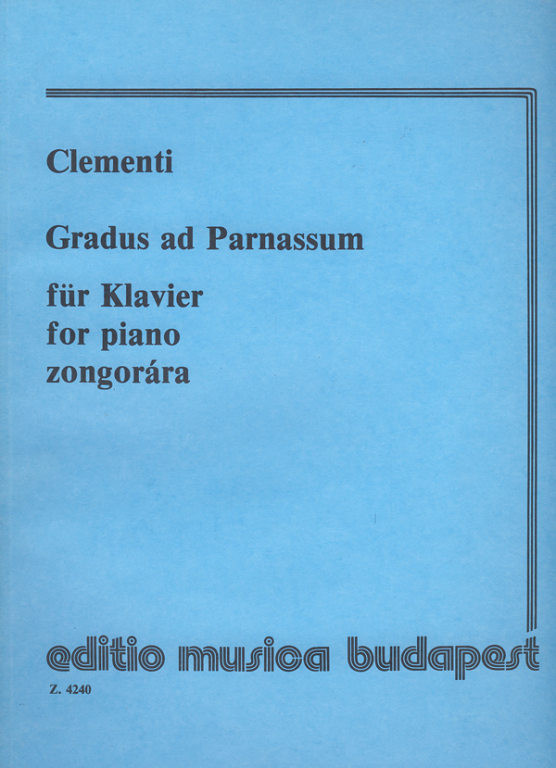 Clementi
Gradus ad Parnassum
für Klavier
for piano
zongorára
editio musica budapest
Z. 4240